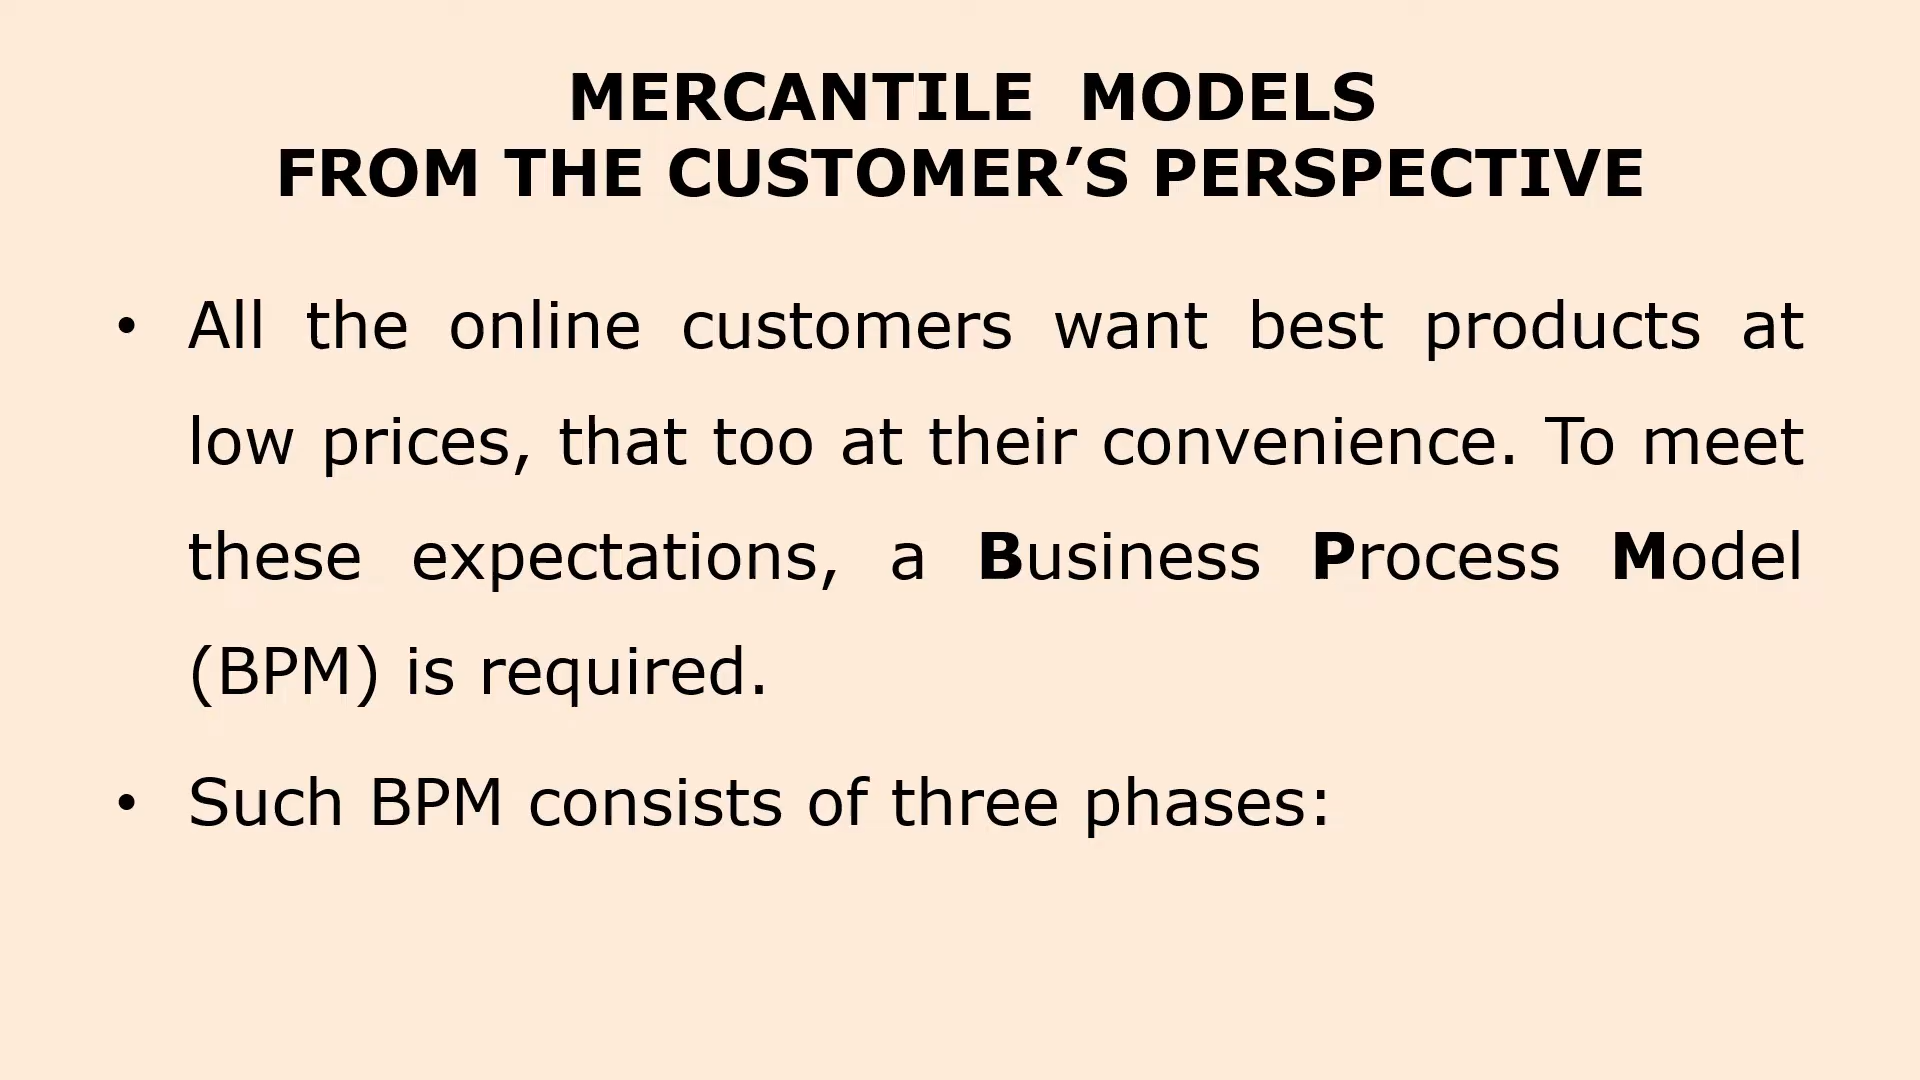 MERCANTILE MODELS
FROM THE CUSTOMER’S PERSPECTIVE
• All the online customers want best products at
low prices, that too at their convenience. To meet
these expectations, a Business Process Model
(BPM) is required.
• Such BPM consists of three phases: